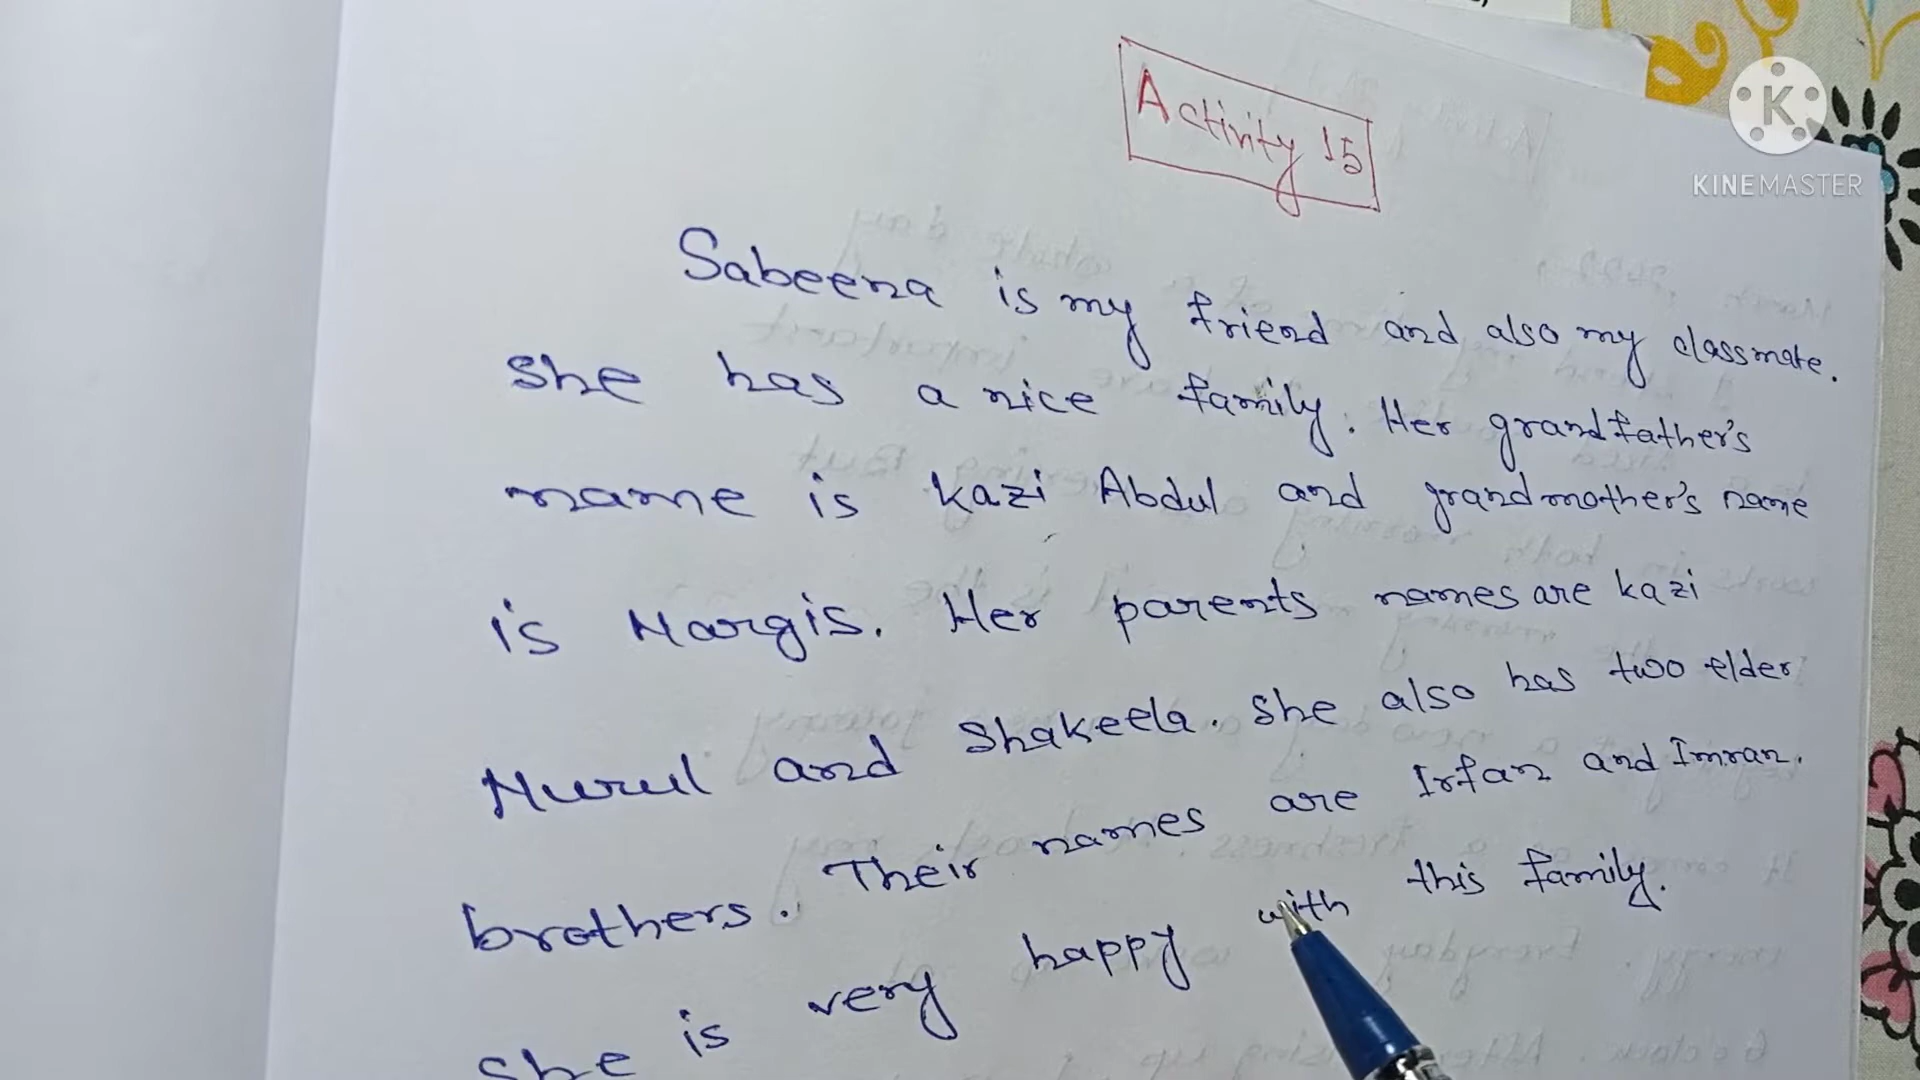 Activity 15
KINEMASTER
Sabeena is my friend and also my classmate.
She has a nice family. Her grandfather's
name is Kazi Abdul and grandmother's name
is Nargis. Her parents names are Kazi
Nurul and Shakeela. She also has two elder
brothers. Their names are Irfan and Imran.
She is very happy with this family.